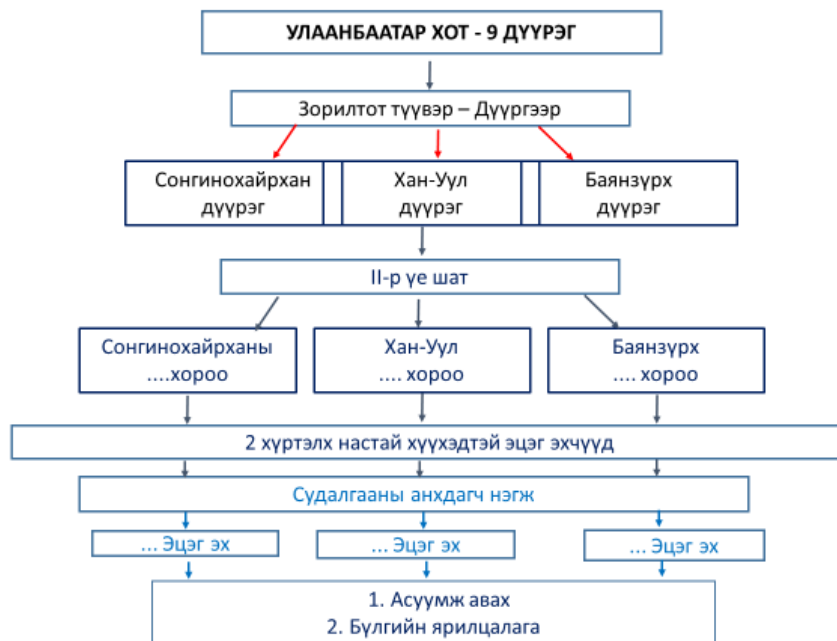 УЛААНБААТАР ХОТ - 9 ДҮҮРЭГ
Зорилтот түүвэр – Дүүргээр
Сонгинохайрхан дүүрэг
Хан-Уул дүүрэг
Баянзүрх дүүрэг
II-р үе шат
Сонгинохайрханы ....хороо
Хан-Уул .... хороо
Баянзүрх .... хороо
2 хүртэлх настай хүүхэдтэй эцэг эхчүүд
Судалгааны анхдагч нэгж
... Эцэг эх
... Эцэг эх
... Эцэг эх
1. Асуумж авах
2. Бүлгийн ярилцалага